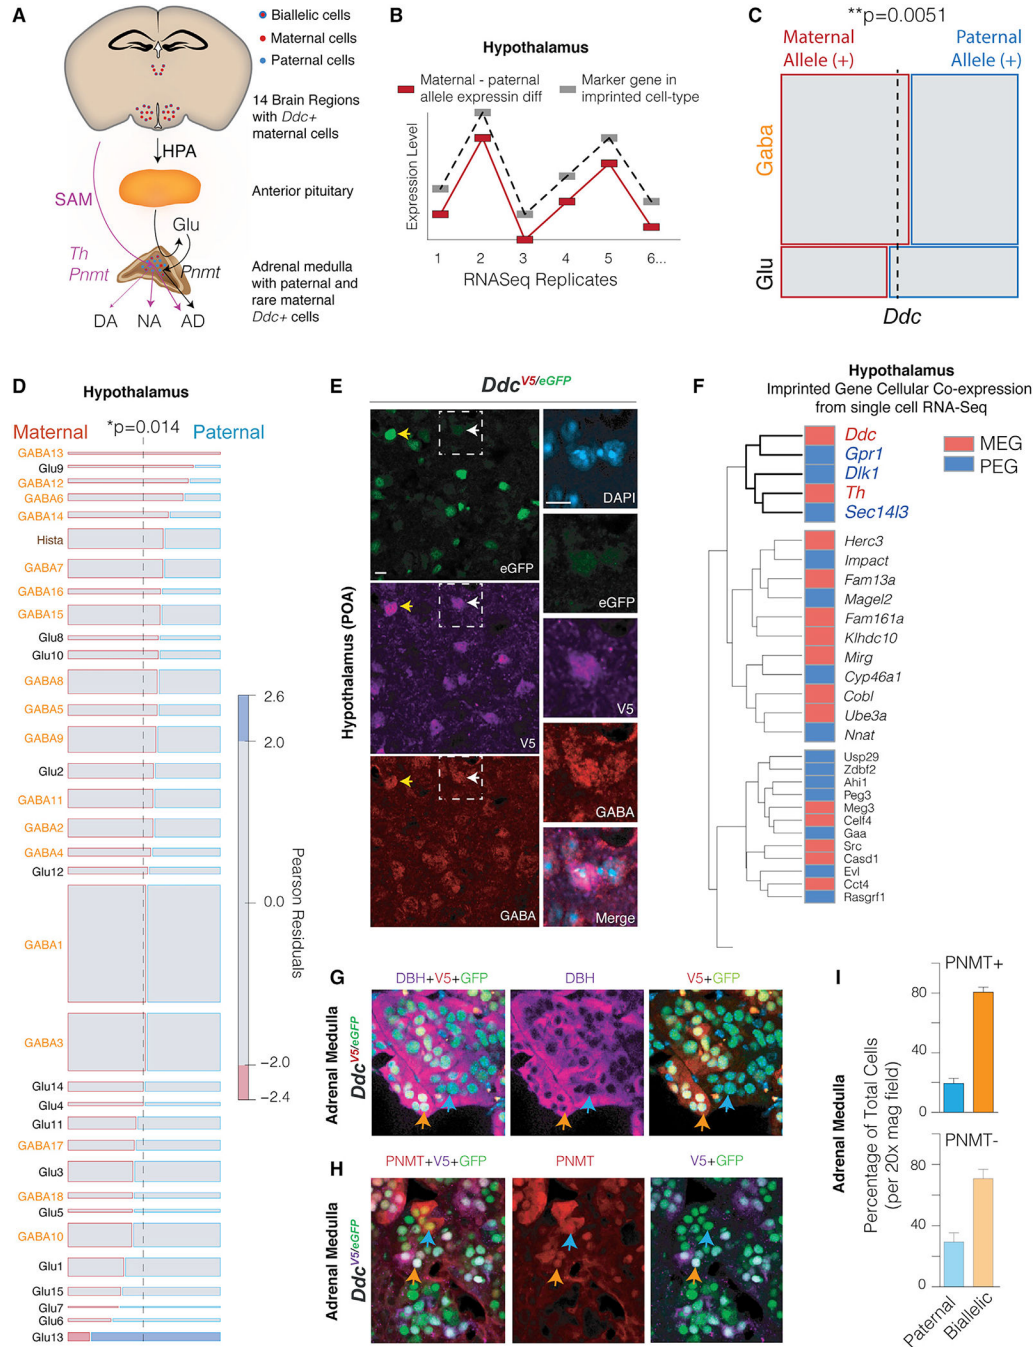 A
Biallelic cells
Maternal cells
Paternal cells
14 Brain Regions
with Ddc+
maternal cells
HPA
Anterior pituitary
SAM
Glu
Th
Pnmt
Pnmt
Adrenal medulla
with paternal and
rare maternal
Ddc+ cells
DA
NA
AD
B
Hypothalamus
Maternal - paternal
allele expressin diff
Marker gene in
imprinted cell-type
Expression Level
1 2 3 4 5 6...
RNASeq Replicates
C
**p=0.0051
Maternal
Allele (+)
Paternal
Allele (+)
Gaba
Glu
Ddc
D
Hypothalamus
*p=0.014
Maternal
Paternal
GABA13
Glu9
GABA12
GABA6
GABA14
Hista
GABA7
GABA16
GABA15
Glu8
Glu10
GABA8
GABA5
GABA9
Glu2
GABA11
GABA2
GABA4
Glu12
GABA1
GABA3
Glu14
Glu4
Glu11
GABA17
Glu3
GABA18
Glu5
GABA10
Glu1
Glu15
Glu7
Glu6
Glu13
2.6
2.0
0.0
−2.0
−2.4
Pearson Residuals
E
DdcV5/eGFP
Hypothalamus (POA)
eGFP
V5
GABA
DAPI
eGFP
V5
GABA
Merge
F
Hypothalamus
Imprinted Gene Cellular Co-expression
from single cell RNA-Seq
MEG
PEG
Ddc
Gpr1
Dlk1
Th
Sec14l3
Herc3
Impact
Fam13a
Magel2
Fam161a
Klhdc10
Mirg
Cyp46a1
Cobl
Ube3a
Nnat
Usp29
Zdbf2
Ahi1
Peg3
Meg3
Celf4
Gaa
Src
Casd1
Evl
Cct4
Rasgrf1
G
DBH+V5+GFP
DBH
V5+GFP
Adrenal Medulla
DdcV5/eGFP
H
PNMT+V5+GFP
PNMT
V5+GFP
Adrenal Medulla
DdcV5/eGFP
I
PNMT+
80
40
0
PNMT-
80
40
0
Adrenal Medulla
Percentage of Total Cells
(per 20x mag field)
Paternal
Biallelic